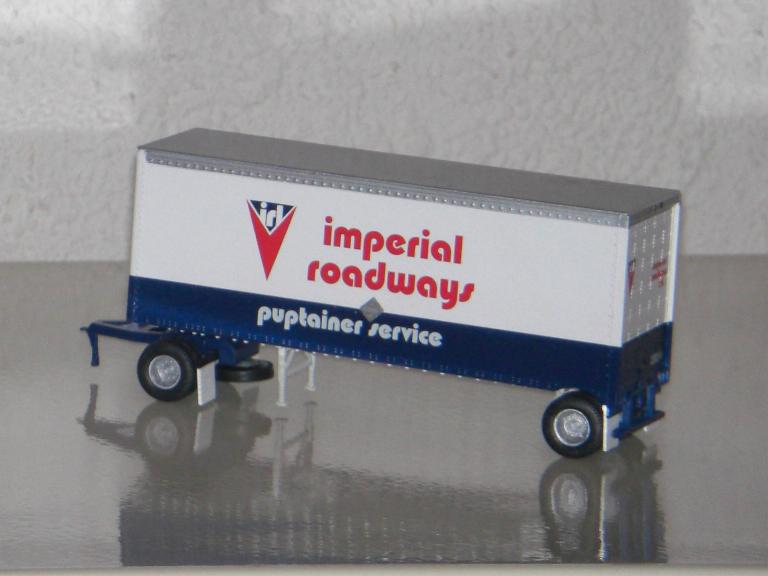 irl
imperial
roadways
puptainer service